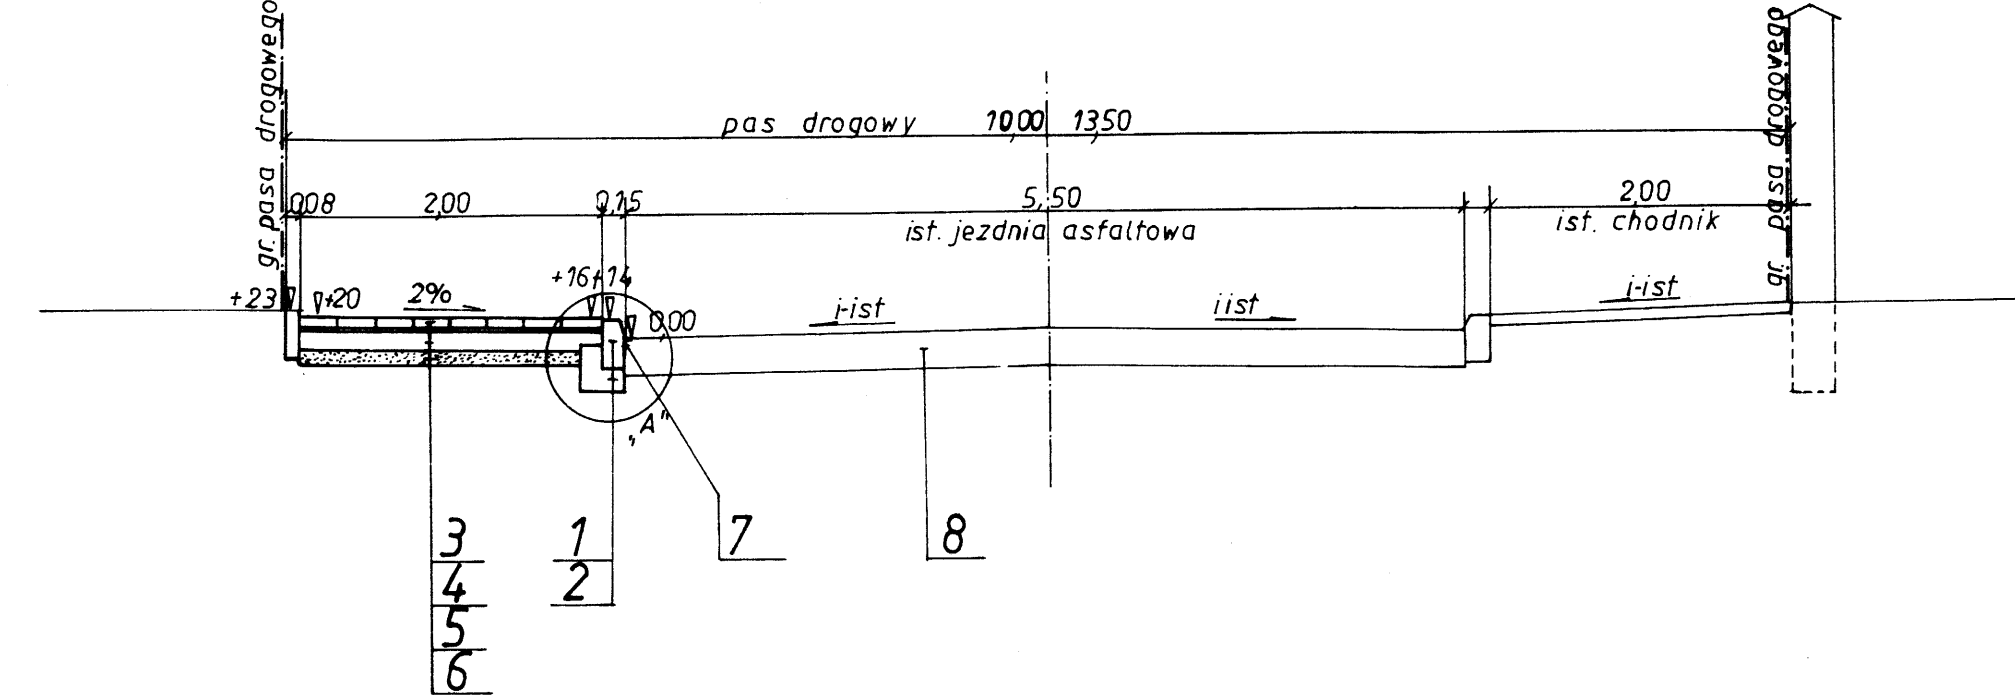 gr. pasa drogowego
pas drogowy 10,00 13,50
gr. pasa drogowego
0,08 2,00 0,15 5,50 2,00
ist. jezdnia asfaltowa
ist. chodnik
+23 +20 2% +16 +14 0,00 i-ist i ist i-ist
„A”
3 1 7 8
4 2
5
6